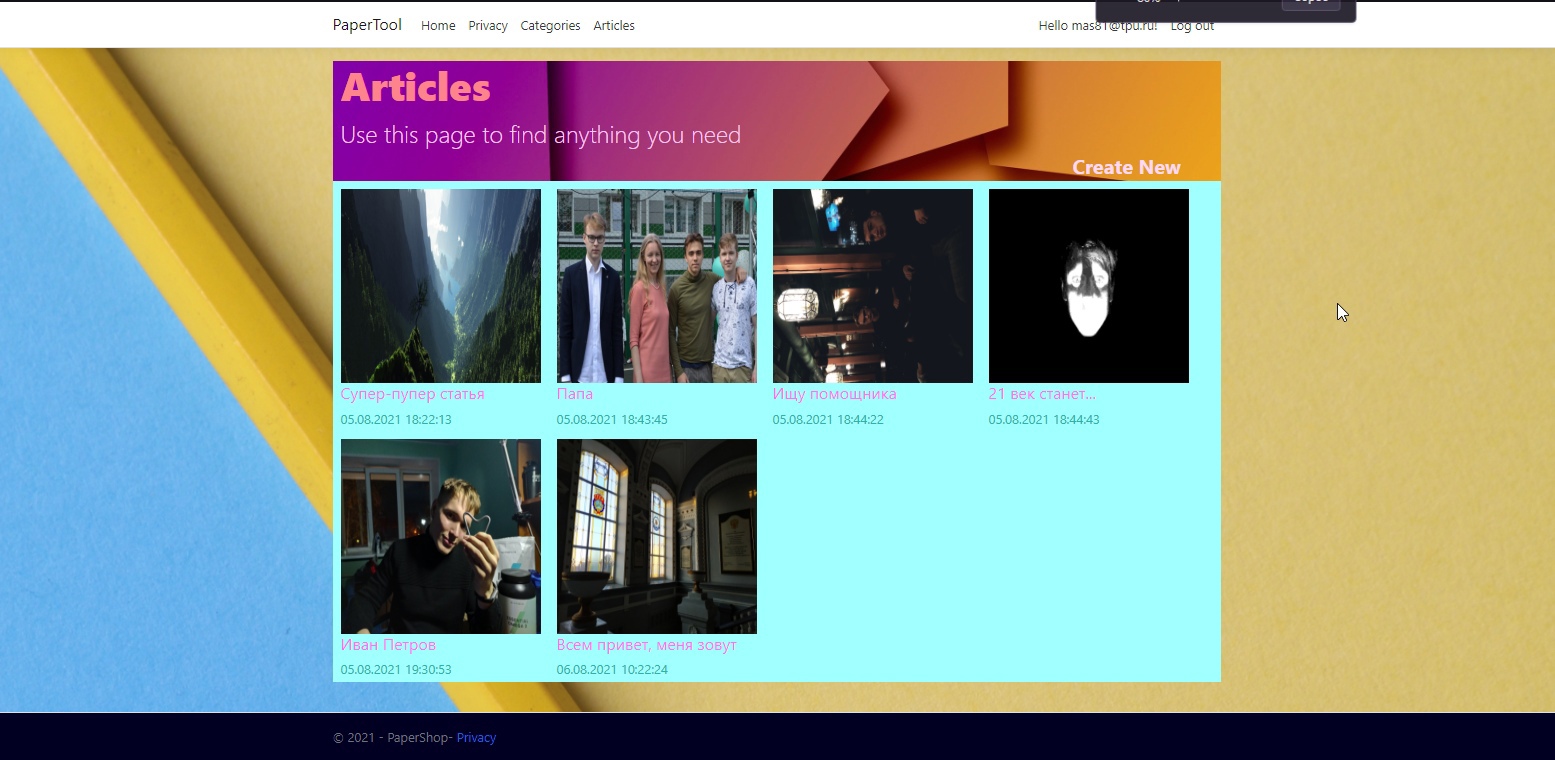 PaperTool Home Privacy Categories Articles Hello mas81@tpu.ru! Log out
Articles
Use this page to find anything you need
Create New
Супер-пупер статья
05.08.2021 18:22:13
Папа
05.08.2021 18:43:45
Ищу помощника
05.08.2021 18:44:22
21 век станет...
05.08.2021 18:44:43
Иван Петров
05.08.2021 19:30:53
Всем привет, меня зовут
06.08.2021 10:22:24
© 2021 - PaperShop- Privacy